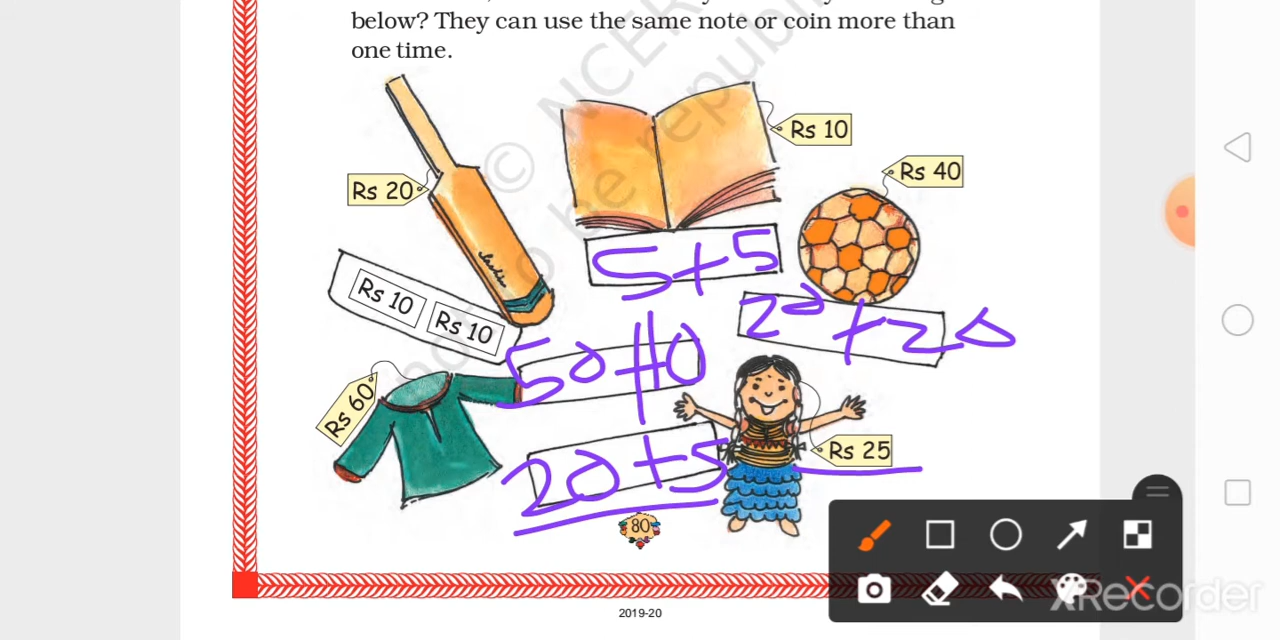 below? They can use the same note or coin more than
one time.
© NCERT
Rs 10
Rs 40
Rs 20
5+5
Rs 10
Rs 10
20+20
50+10
Rs 60
Rs 25
20+5
80
2019-20
XRecorder